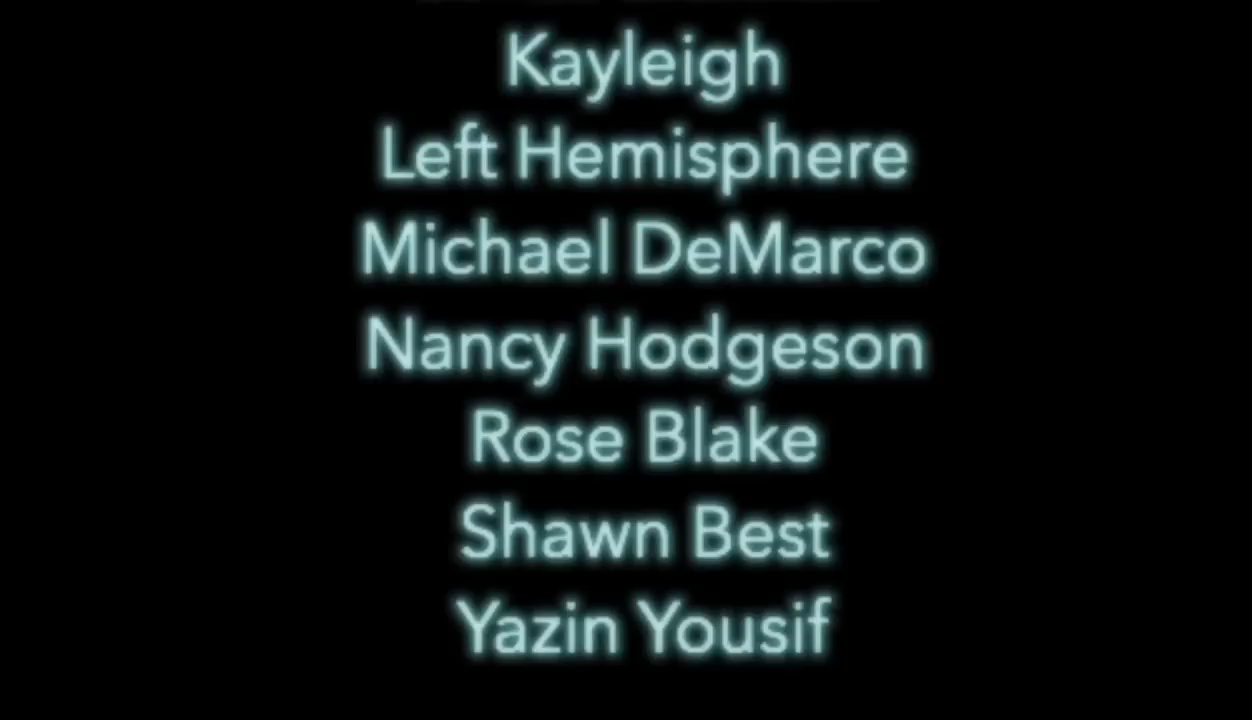 Kayleigh
Left Hemisphere
Michael DeMarco
Nancy Hodgeson
Rose Blake
Shawn Best
Yazin Yousif